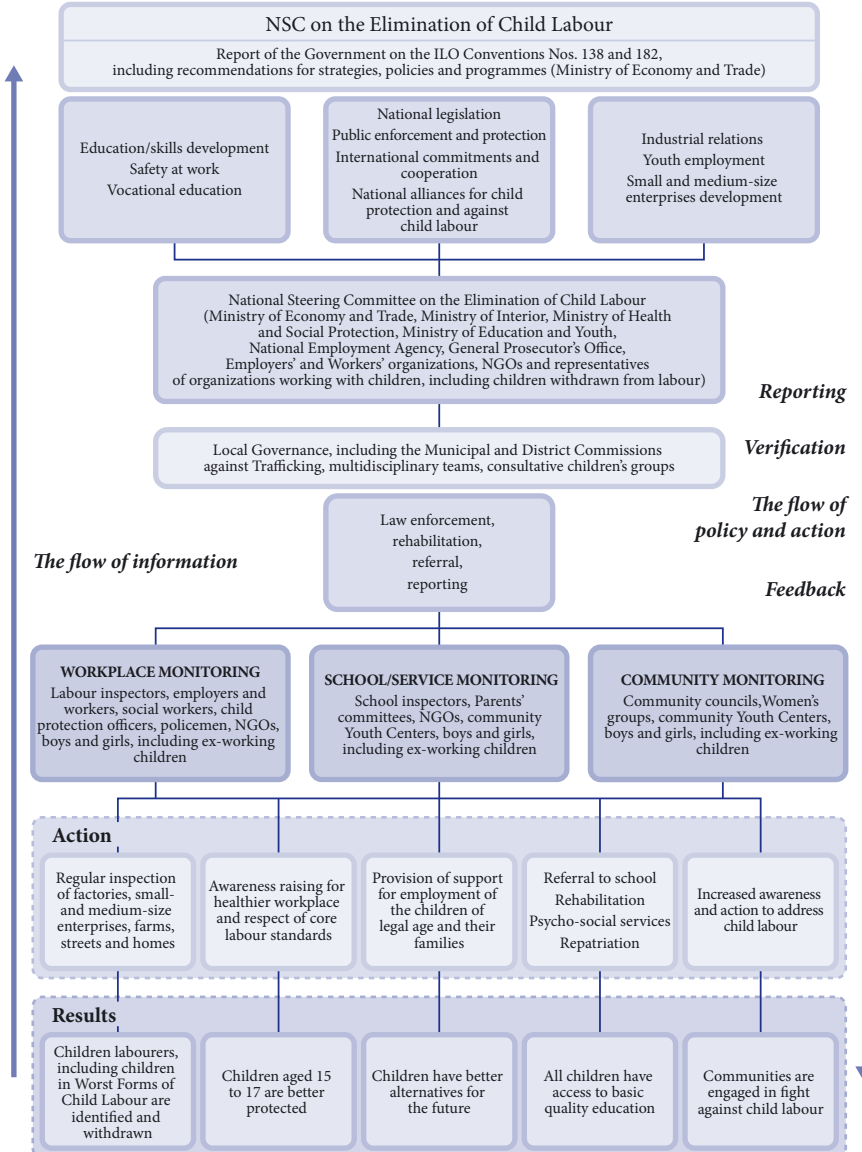 NSC on the Elimination of Child Labour
Report of the Government on the ILO Conventions Nos. 138 and 182,
including recommendations for strategies, policies and programmes (Ministry of Economy and Trade)
Education/skills development
Safety at work
Vocational education
National legislation
Public enforcement and protection
International commitments and
cooperation
National alliances for child
protection and against
child labour
Industrial relations
Youth employment
Small and medium-size
enterprises development
National Steering Committee on the Elimination of Child Labour
(Ministry of Economy and Trade, Ministry of Interior, Ministry of Health
and Social Protection, Ministry of Education and Youth,
National Employment Agency, General Prosecutor's Office,
Employers' and Workers' organizations, NGOs and representatives
of organizations working with children, including children withdrawn from labour)
Reporting
Local Governance, including the Municipal and District Commissions
against Trafficking, multidisciplinary teams, consultative children's groups
Verification
Law enforcement,
rehabilitation,
referral,
reporting
The flow of
policy and action
The flow of information
Feedback
WORKPLACE MONITORING
Labour inspectors, employers and
workers, social workers, child
protection officers, policemen, NGOs,
boys and girls, including ex-working
children
SCHOOL/SERVICE MONITORING
School inspectors, Parents'
committees, NGOs, community
Youth Centers, boys and girls,
including ex-working children
COMMUNITY MONITORING
Community councils,Women's
groups, community Youth Centers,
boys and girls, including ex-working
children
Action
Regular inspection
of factories, small-
and medium-size
enterprises, farms,
streets and homes
Awareness raising for
healthier workplace
and respect of core
labour standards
Provision of support
for employment of
the children of
legal age and their
families
Referral to school
Rehabilitation
Psycho-social services
Repatriation
Increased awareness
and action to address
child labour
Results
Children labourers,
including children
in Worst Forms of
Child Labour are
identified and
withdrawn
Children aged 15
to 17 are better
protected
Children have better
alternatives for
the future
All children have
access to basic
quality education
Communities are
engaged in fight
against child labour